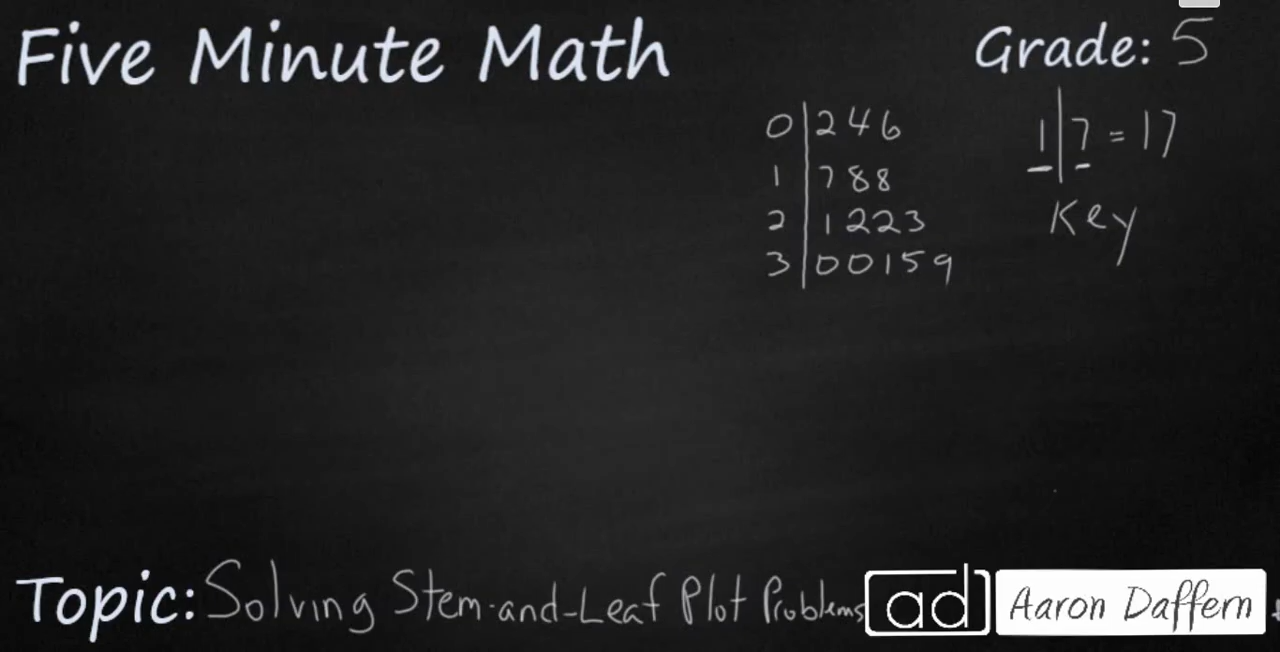 Five Minute Math
Grade: 5
0 | 2 4 6
1 | 7 8 8
2 | 1 2 2 3
3 | 0 0 1 5 9
1 | 7 = 17
Key
Topic: Solving Stem-and-Leaf Plot Problems
ad Aaron Daffern